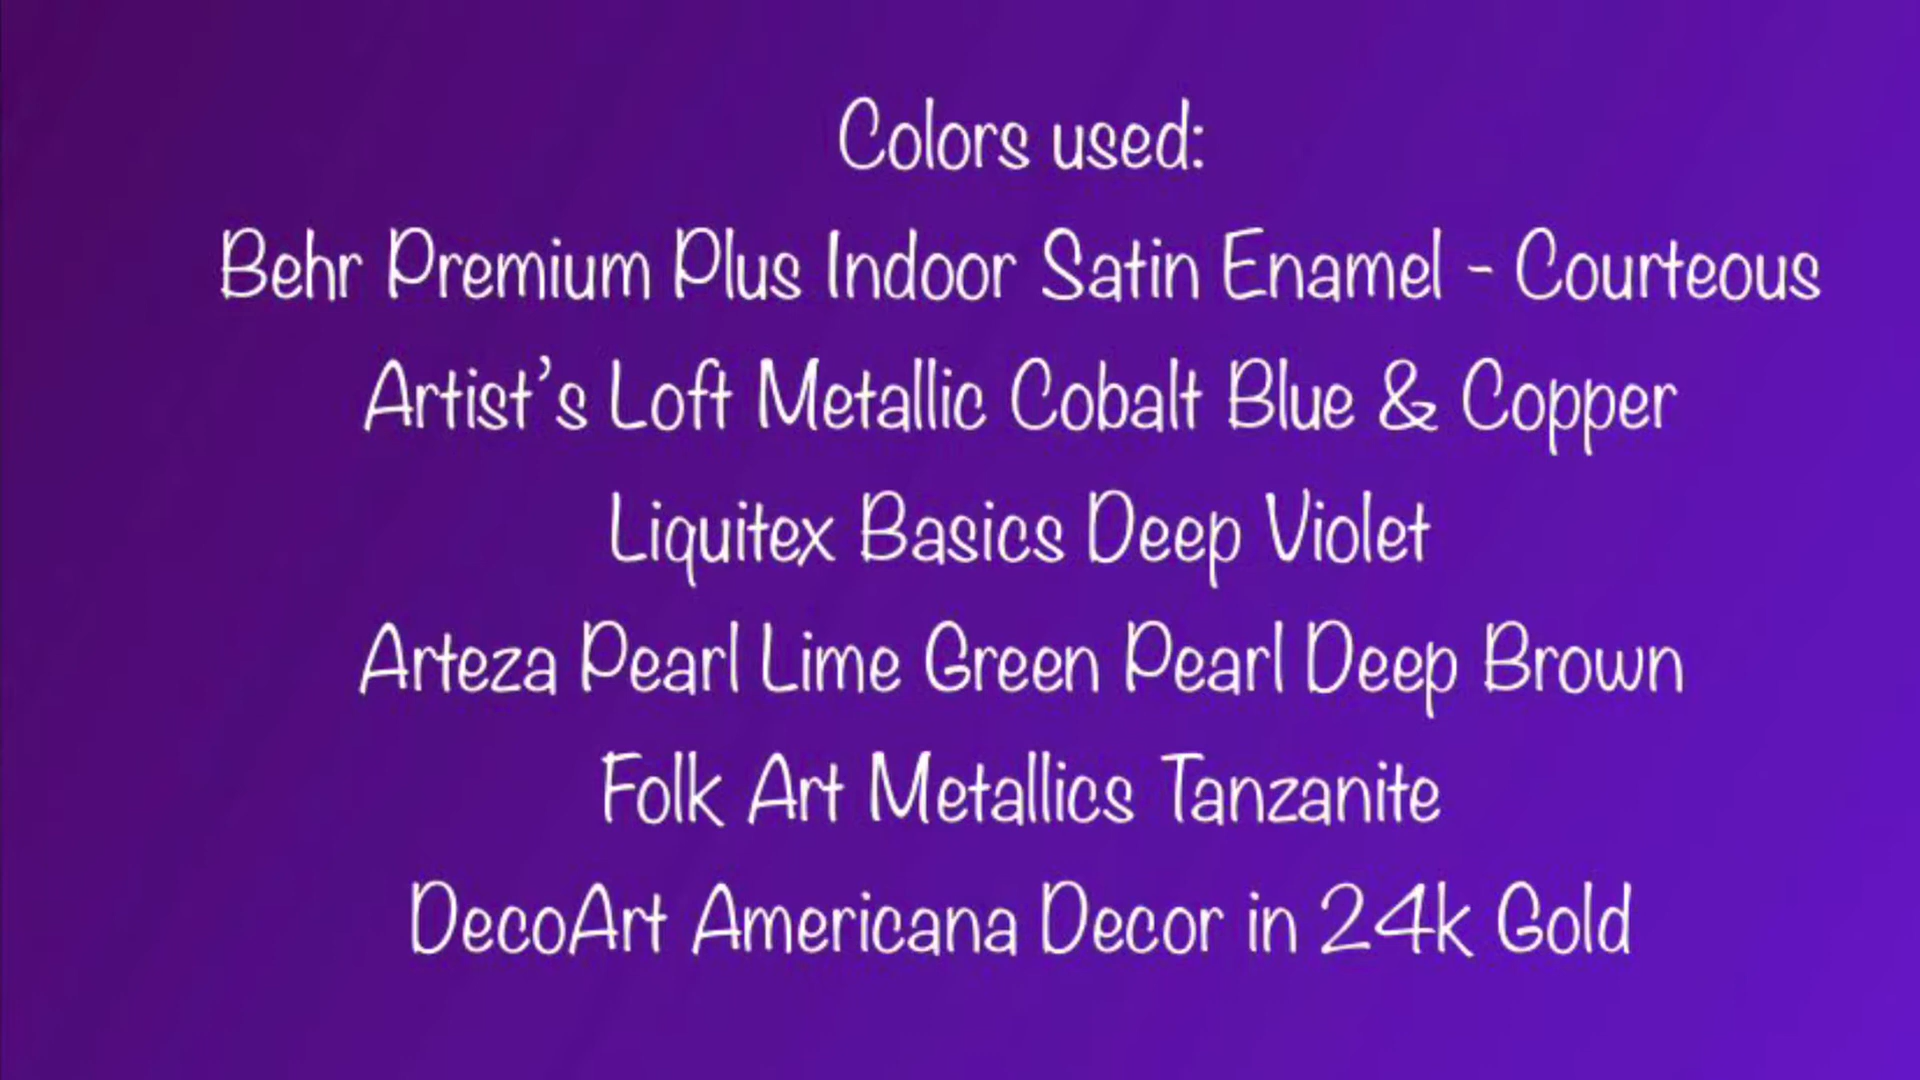 Colors used:
Behr Premium Plus Indoor Satin Enamel - Courteous
Artist’s Loft Metallic Cobalt Blue & Copper
Liquitex Basics Deep Violet
Arteza Pearl Lime Green Pearl Deep Brown
Folk Art Metallics Tanzanite
DecoArt Americana Decor in 24k Gold